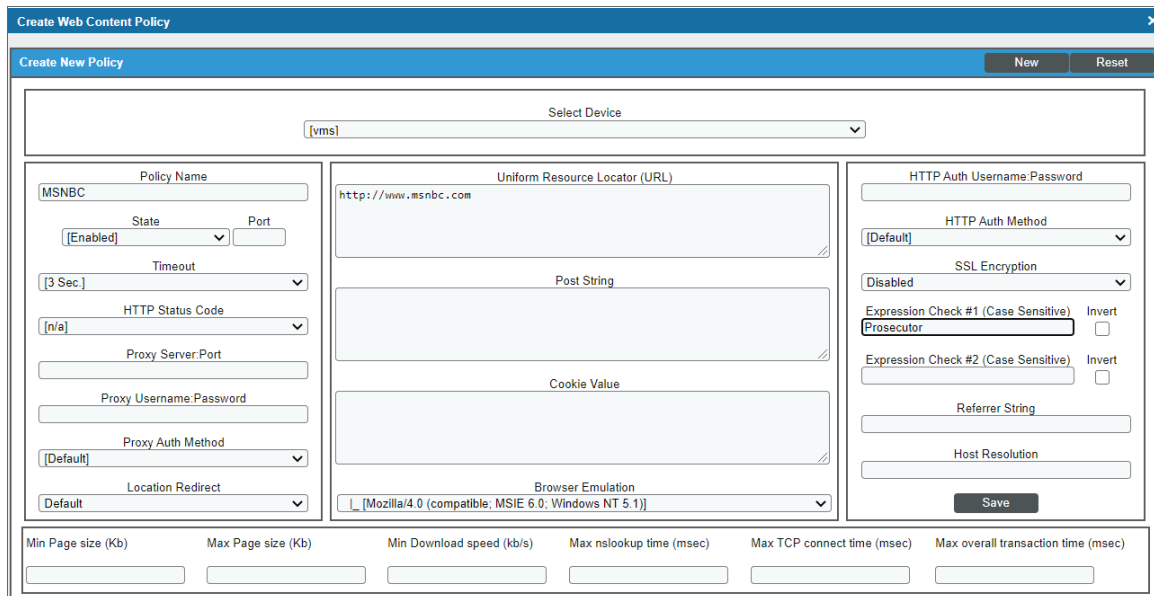 Create Web Content Policy
Create New Policy
New
Reset
Select Device
[vms]
Policy Name
MSNBC
State
Port
[Enabled]
Timeout
[3 Sec.]
HTTP Status Code
[n/a]
Proxy Server:Port
Proxy Username:Password
Proxy Auth Method
[Default]
Location Redirect
Default
Uniform Resource Locator (URL)
http://www.msnbc.com
Post String
Cookie Value
Browser Emulation
|_ [Mozilla/4.0 (compatible; MSIE 6.0; Windows NT 5.1)]
HTTP Auth Username:Password
HTTP Auth Method
[Default]
SSL Encryption
Disabled
Expression Check #1 (Case Sensitive)
Invert
Prosecutor
Expression Check #2 (Case Sensitive)
Invert
Referrer String
Host Resolution
Save
Min Page size (Kb)
Max Page size (Kb)
Min Download speed (kb/s)
Max nslookup time (msec)
Max TCP connect time (msec)
Max overall transaction time (msec)